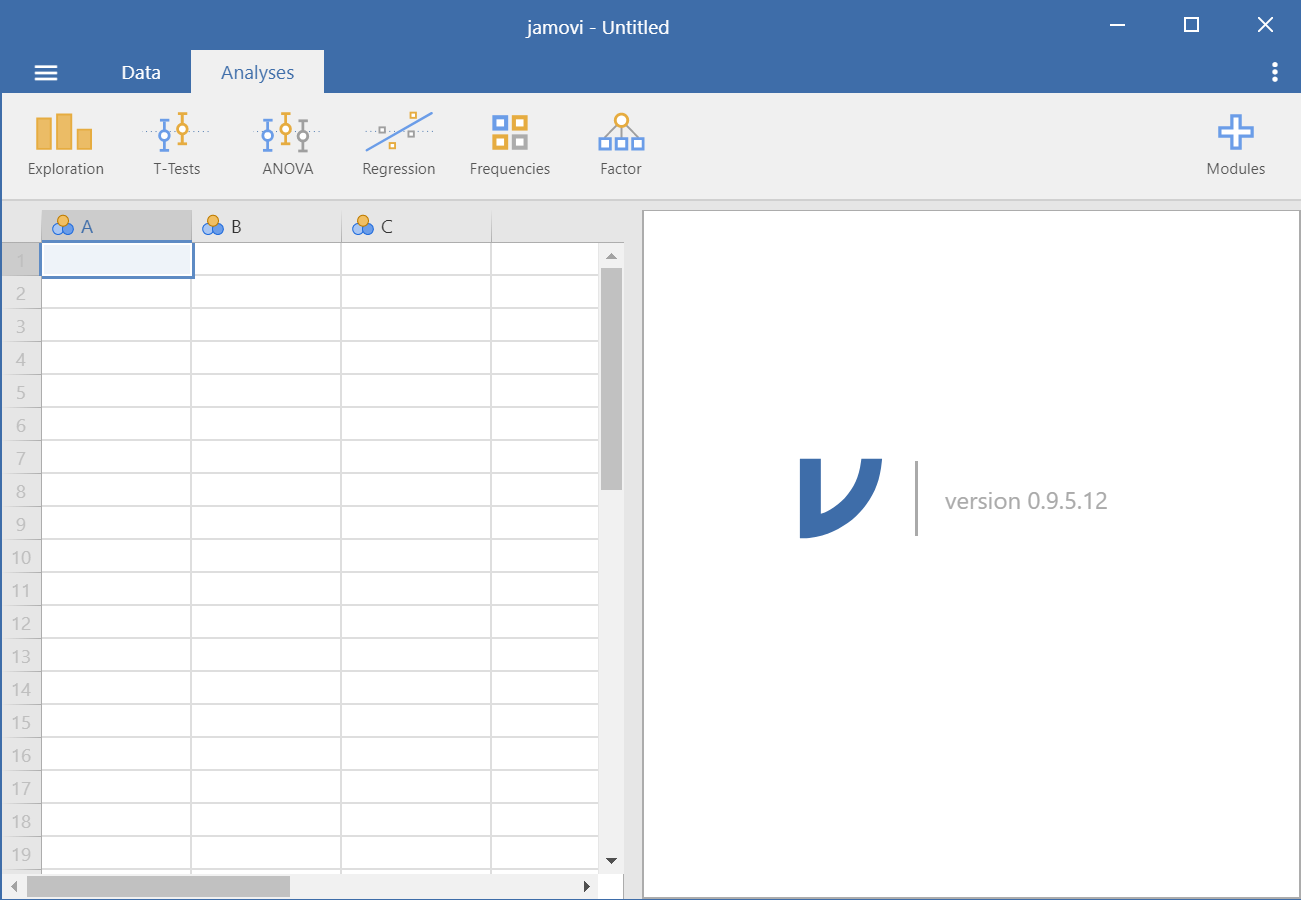 jamovi - Untitled
Data
Analyses
Exploration
T-Tests
ANOVA
Regression
Frequencies
Factor
Modules
A
B
C
1
2
3
4
5
6
7
8
9
10
11
12
13
14
15
16
17
18
19
version 0.9.5.12